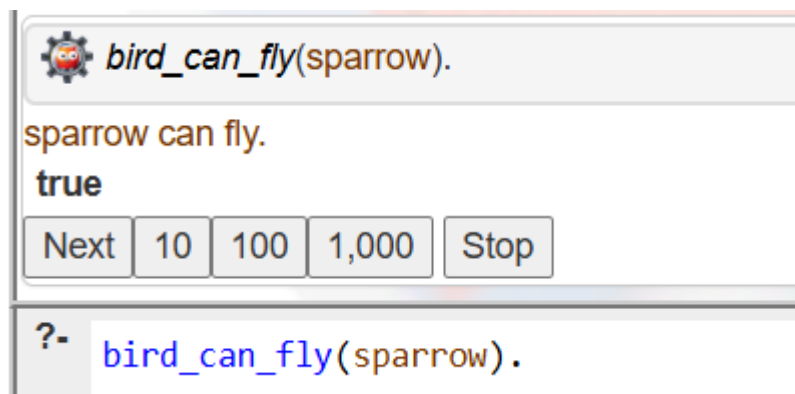 bird_can_fly(sparrow).
sparrow can fly.
true
Next 10 100 1,000 Stop
?- bird_can_fly(sparrow).